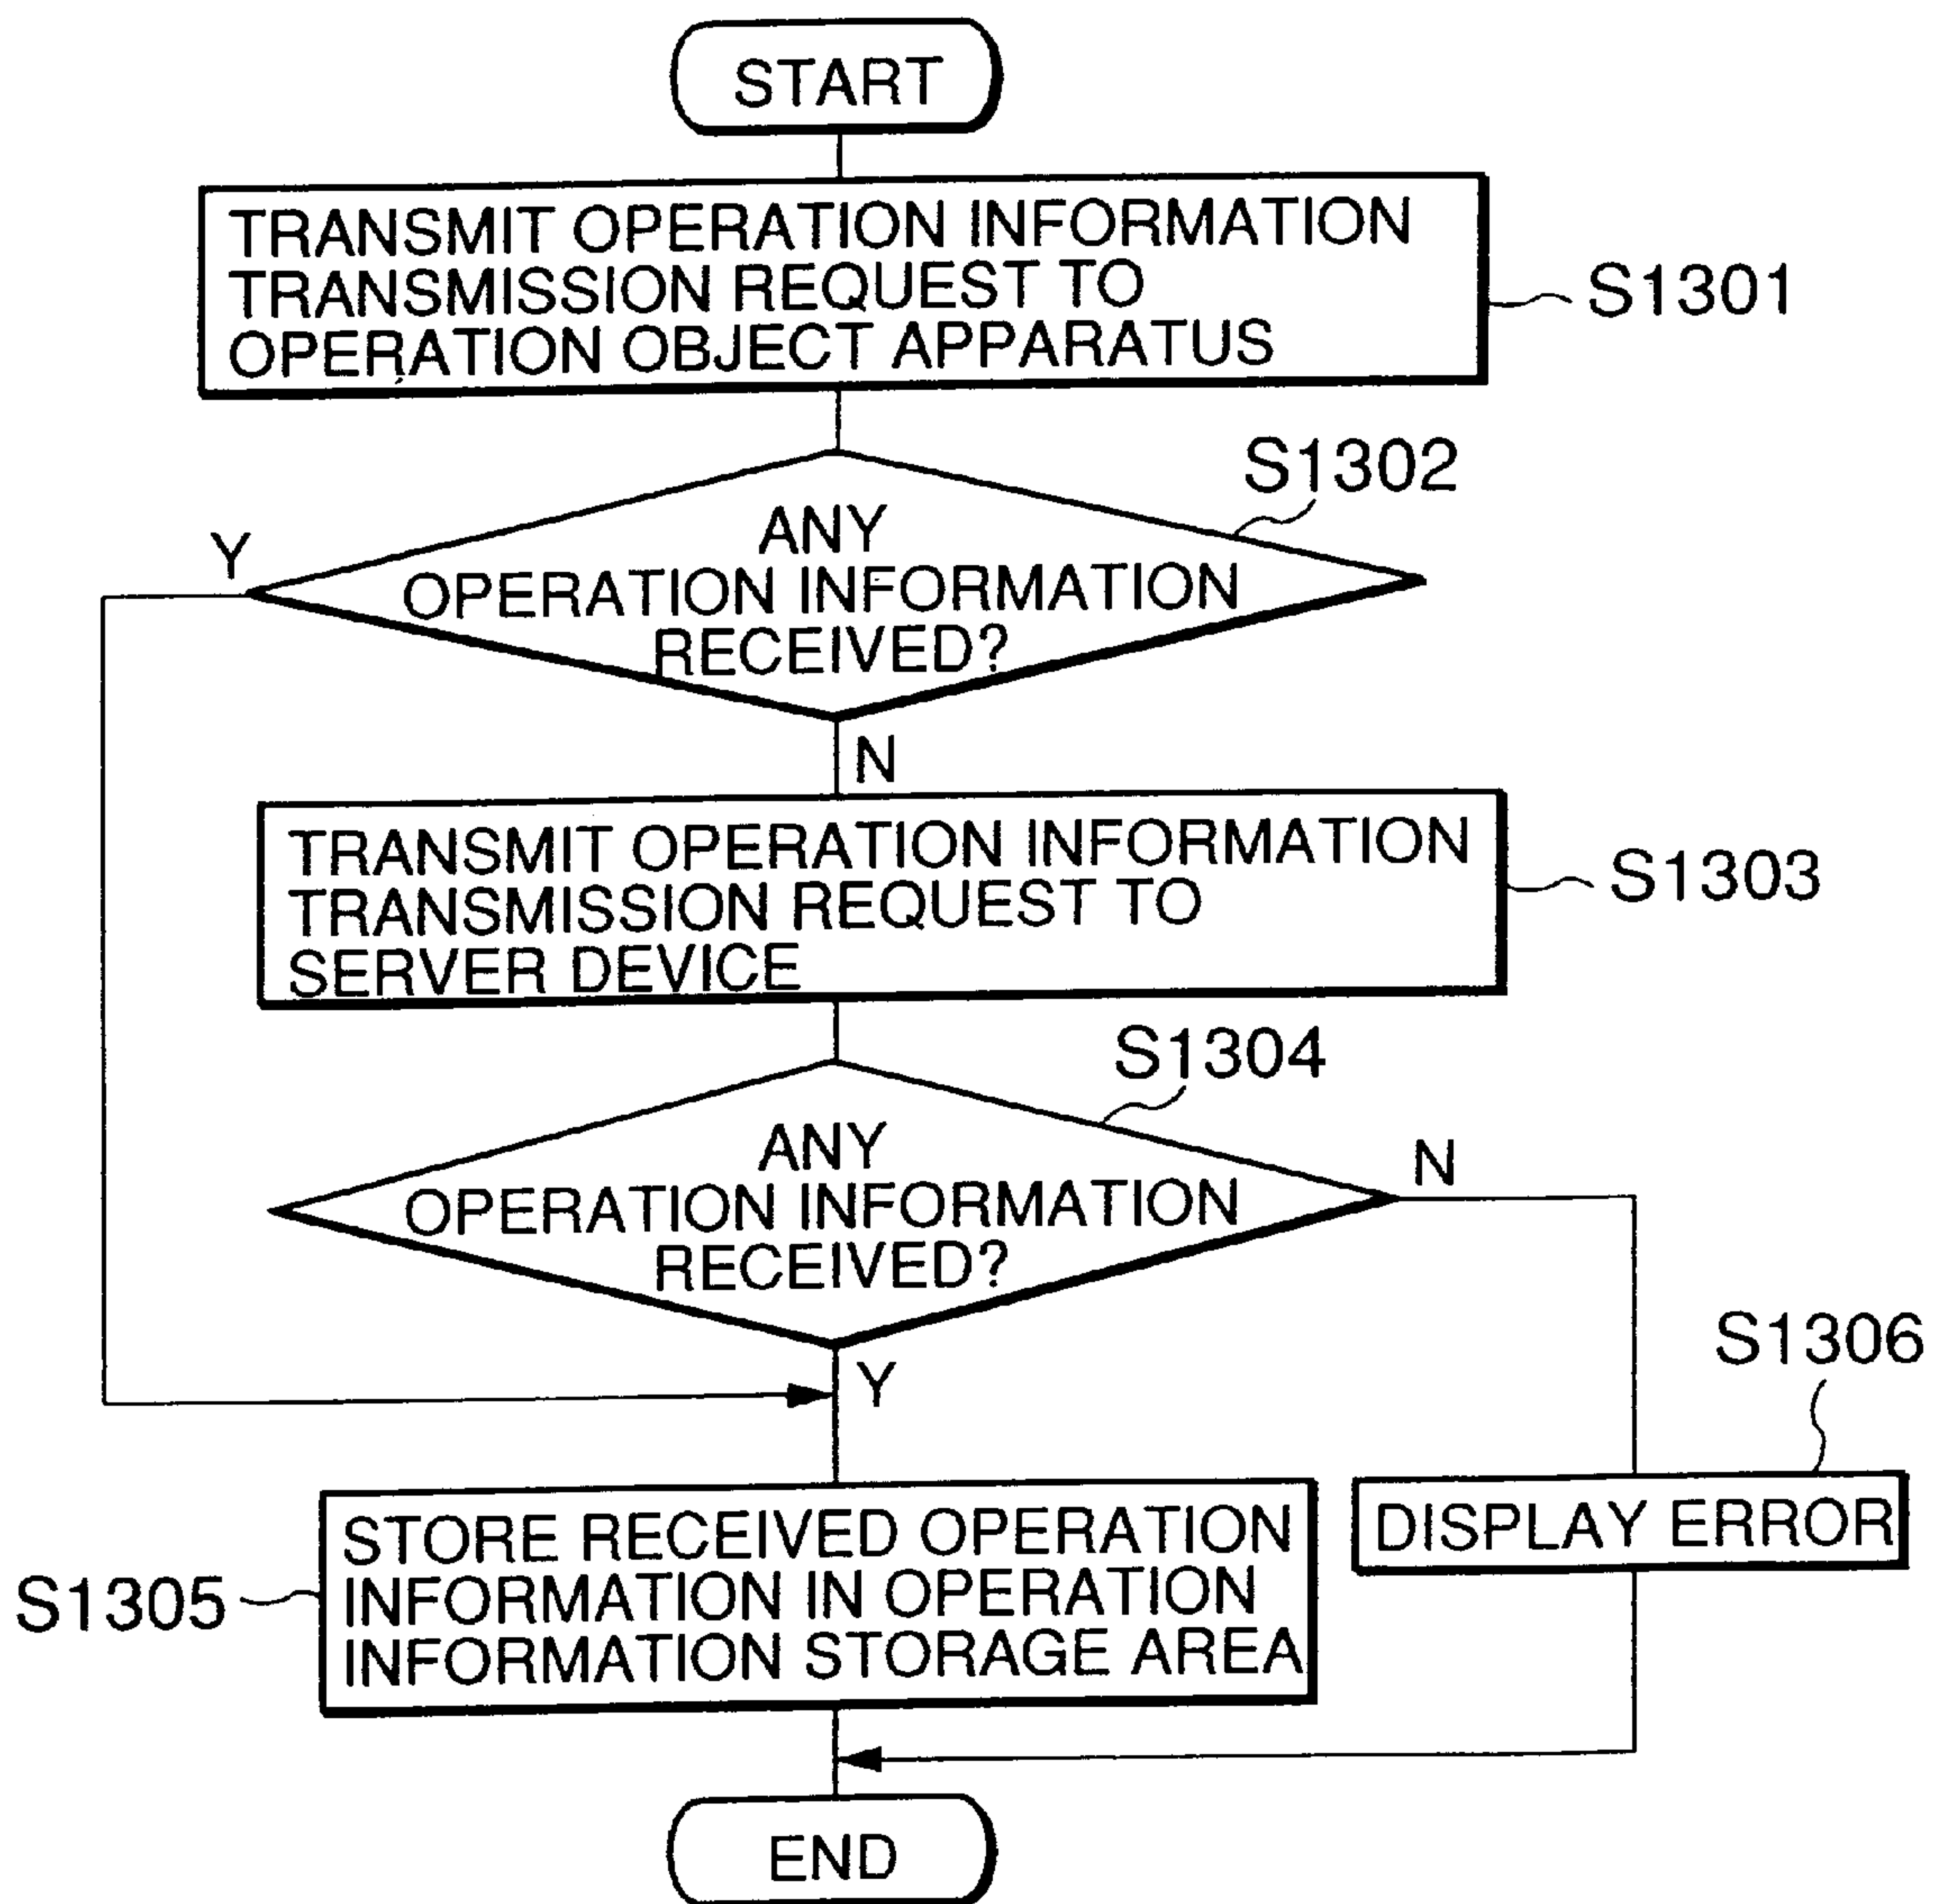 START
TRANSMIT OPERATION INFORMATION
TRANSMISSION REQUEST TO
OPERATION OBJECT APPARATUS
S1301
S1302
ANY
OPERATION INFORMATION
RECEIVED?
Y
N
TRANSMIT OPERATION INFORMATION
TRANSMISSION REQUEST TO
SERVER DEVICE
S1303
S1304
ANY
OPERATION INFORMATION
RECEIVED?
N
Y
S1306
DISPLAY ERROR
STORE RECEIVED OPERATION
INFORMATION IN OPERATION
INFORMATION STORAGE AREA
S1305
END